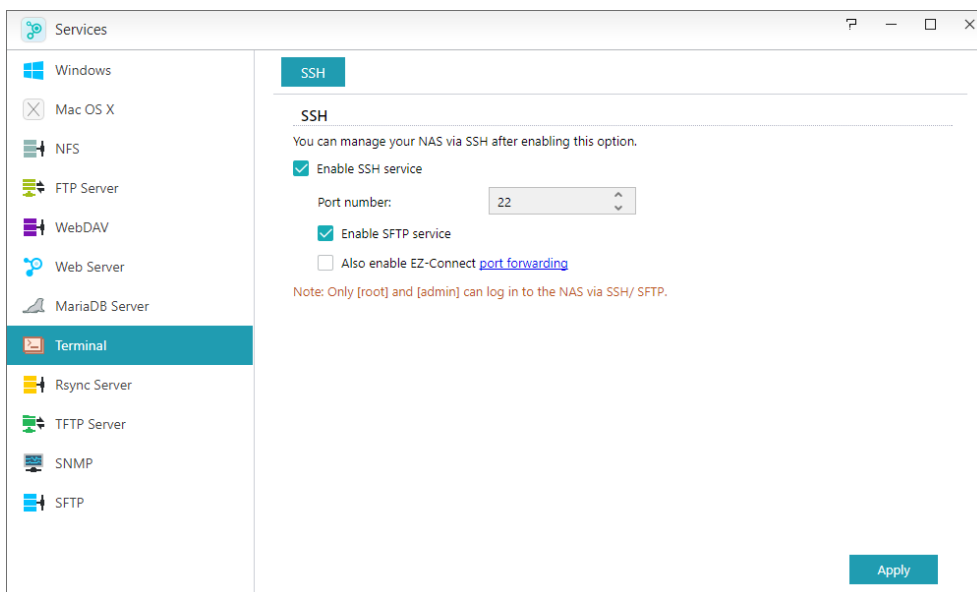 Services
Windows
Mac OS X
NFS
FTP Server
WebDAV
Web Server
MariaDB Server
Terminal
Rsync Server
TFTP Server
SNMP
SFTP
SSH
SSH
You can manage your NAS via SSH after enabling this option.
Enable SSH service
Port number: 22
Enable SFTP service
Also enable EZ-Connect port forwarding
Note: Only [root] and [admin] can log in to the NAS via SSH/ SFTP.
Apply